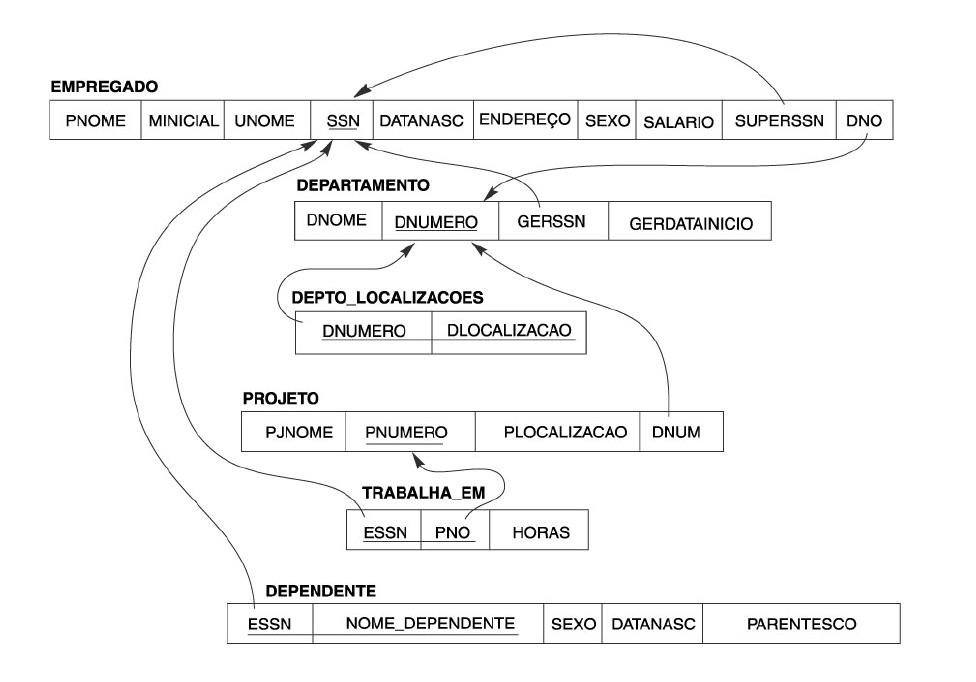 EMPREGADO
PNOME MINICIAL UNOME SSN DATANASC ENDEREÇO SEXO SALARIO SUPERSSN DNO
DEPARTAMENTO
DNOME DNUMERO GERSSN GERDATAINICIO
DEPTO_LOCALIZACOES
DNUMERO DLOCALIZACAO
PROJETO
PJNOME PNUMERO PLOCALIZACAO DNUM
TRABALHA_EM
ESSN PNO HORAS
DEPENDENTE
ESSN NOME_DEPENDENTE SEXO DATANASC PARENTESCO